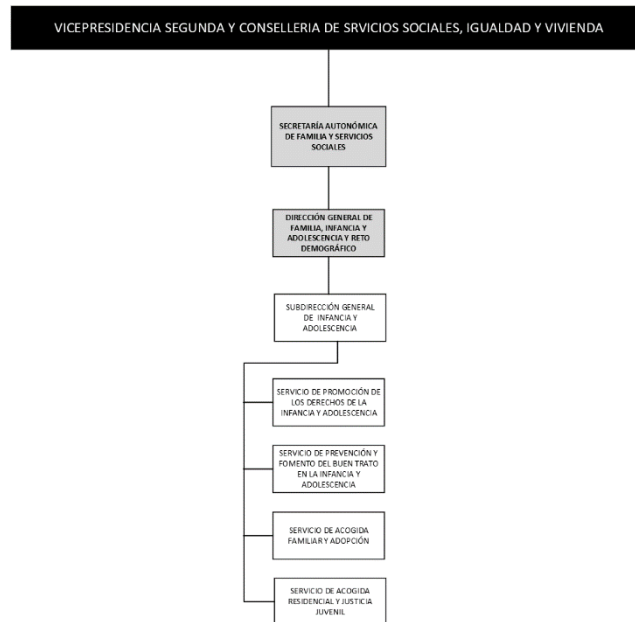 VICEPRESIDENCIA SEGUNDA Y CONSELLERIA DE SRVICIOS SOCIALES, IGUALDAD Y VIVIENDA
SECRETARÍA AUTONÓMICA
DE FAMILIA Y SERVICIOS
SOCIALES
DIRECCIÓN GENERAL DE
FAMILIA, INFANCIA Y
ADOLESCENCIA Y RETO
DEMOGRÁFICO
SUBDIRECCIÓN GENERAL
DE INFANCIA Y
ADOLESCENCIA
SERVICIO DE PROMOCIÓN DE
LOS DERECHOS DE LA
INFANCIA Y ADOLESCENCIA
SERVICIO DE PREVENCIÓN Y
FOMENTO DEL BUEN TRATO
EN LA INFANCIA Y
ADOLESCENCIA
SERVICIO DE ACOGIDA
FAMILIAR Y ADOPCIÓN
SERVICIO DE ACOGIDA
RESIDENCIAL Y JUSTICIA
JUVENIL